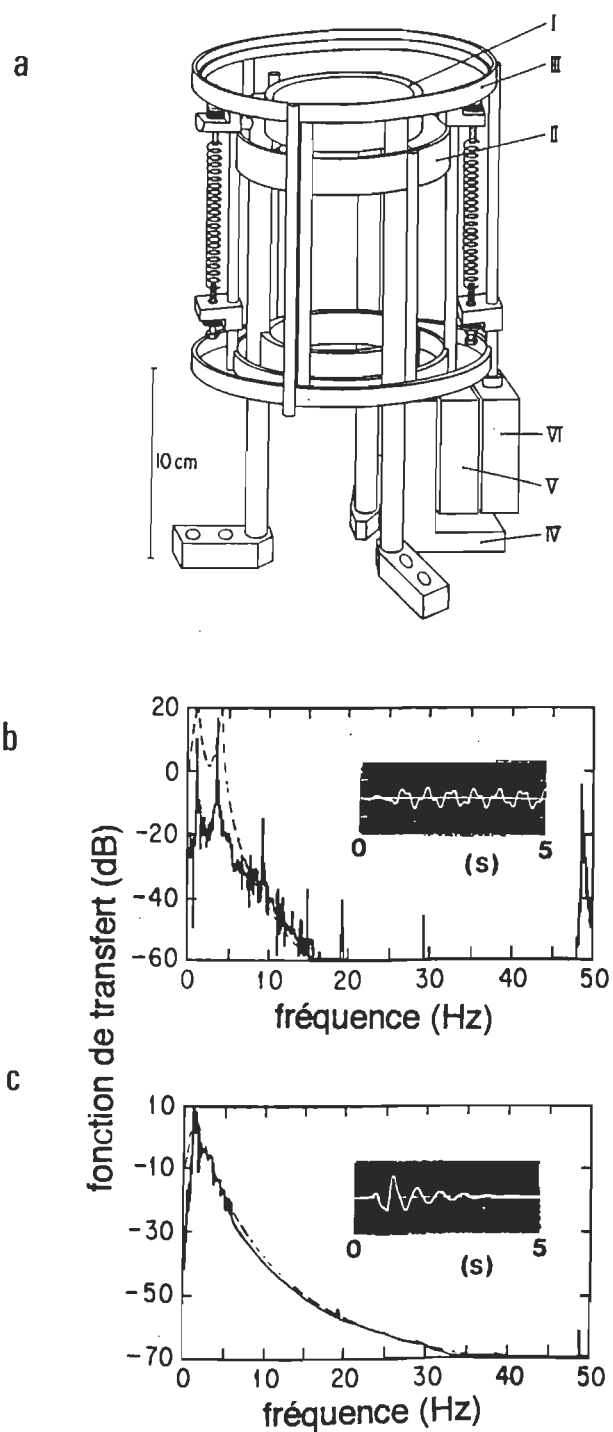 a
I
III
II
10 cm
VI
V
IV
b
20
0
-20
-40
-60
0
5
(s)
0 10 20 30 40 50
fréquence (Hz)
fonction de transfert (dB)
c
10
-10
-30
-50
-70
0
5
(s)
0 10 20 30 40 50
fréquence (Hz)